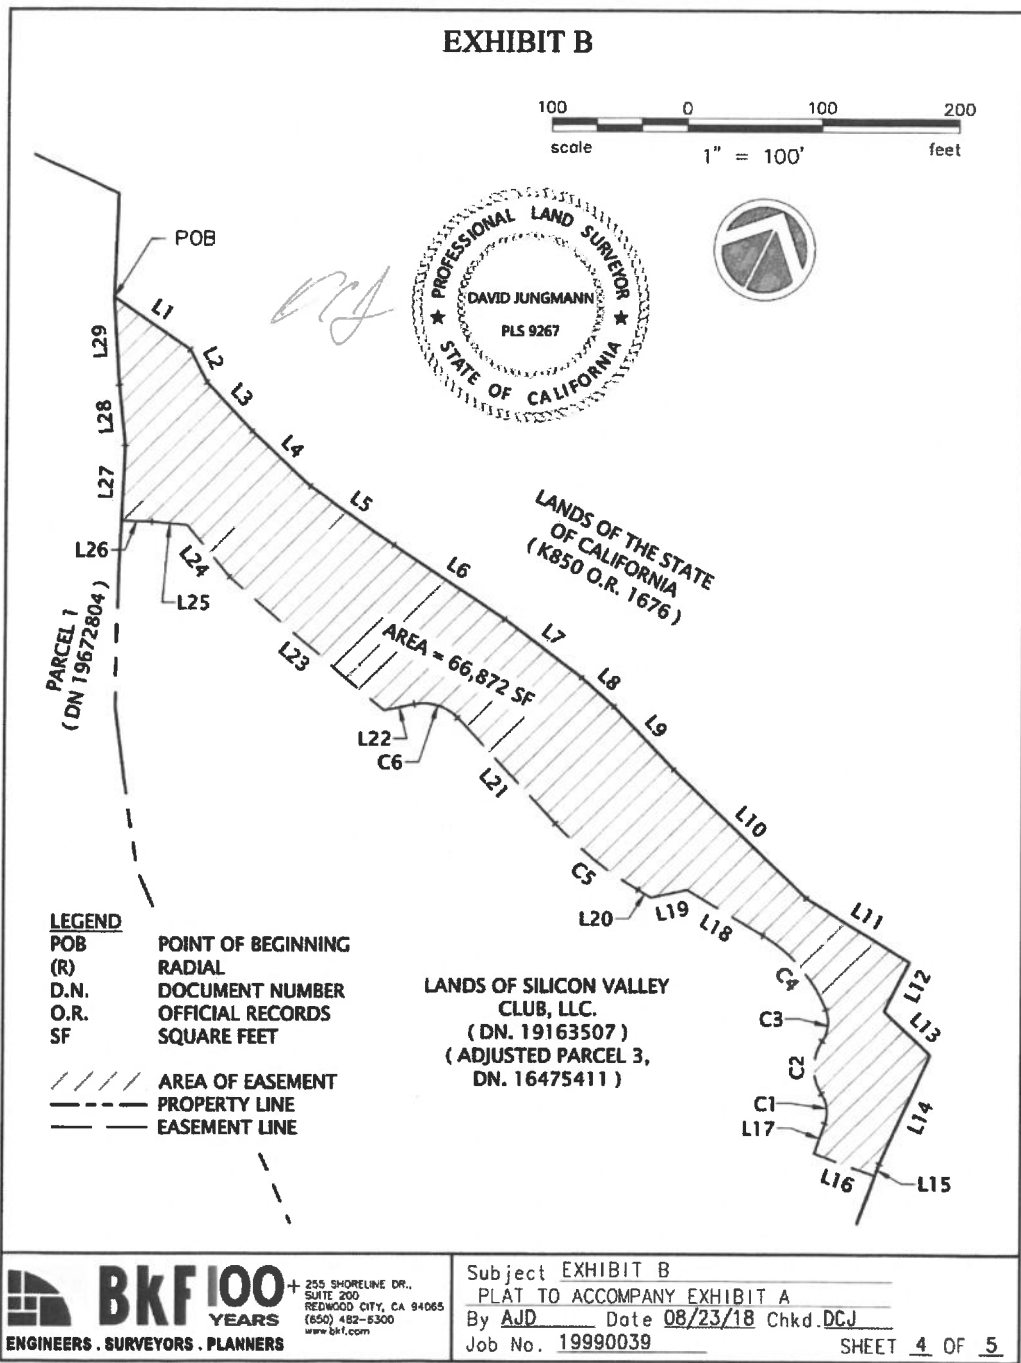 EXHIBIT B
100 0 100 200
scale 1" = 100' feet
PROFESSIONAL LAND SURVEYOR
DAVID JUNGMANN
PLS 9267
★ STATE OF CALIFORNIA ★
POB
L1
L2
L3
L4
L5
L6
L7
L8
L9
L10
L11
L12
L13
L14
L15
L16
L17
C1
C2
C3
C4
L18
L19
L20
C5
L21
C6
L22
L23
L24
L25
L26
L27
L28
L29
LANDS OF THE STATE
OF CALIFORNIA
( K850 O.R. 1676 )
AREA = 66,872 SF
PARCEL 1
( DN 19672804 )
LANDS OF SILICON VALLEY
CLUB, LLC.
( DN. 19163507 )
( ADJUSTED PARCEL 3,
DN. 16475411 )
LEGEND
POB POINT OF BEGINNING
(R) RADIAL
D.N. DOCUMENT NUMBER
O.R. OFFICIAL RECORDS
SF SQUARE FEET
AREA OF EASEMENT
PROPERTY LINE
EASEMENT LINE
BKF 100+
YEARS
ENGINEERS . SURVEYORS . PLANNERS
255 SHORELINE DR.,
SUITE 200
REDWOOD CITY, CA 94065
(650) 482-6300
www.bkf.com
Subject EXHIBIT B
PLAT TO ACCOMPANY EXHIBIT A
By AJD Date 08/23/18 Chkd. DCJ
Job No. 19990039 SHEET 4 OF 5